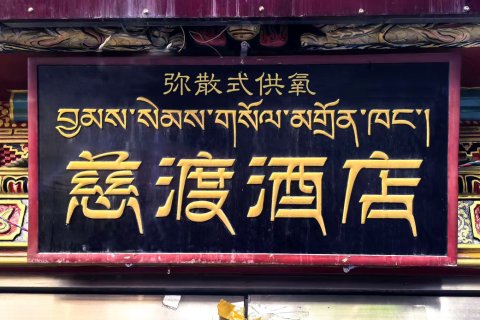 弥散式供氧
བྱམས་སེམས་གསོལ་མགྲོན་ཁང་།
慈渡酒店